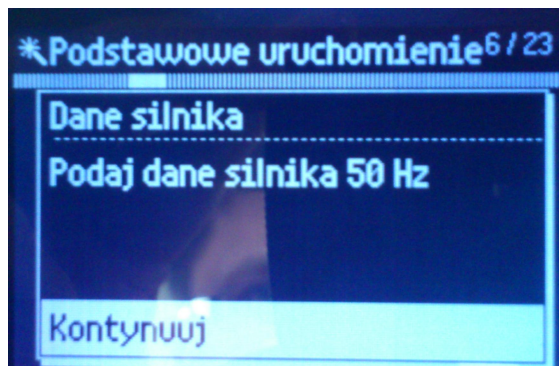 Podstawowe uruchomienie 6/23
Dane silnika
Podaj dane silnika 50 Hz
Kontynuuj